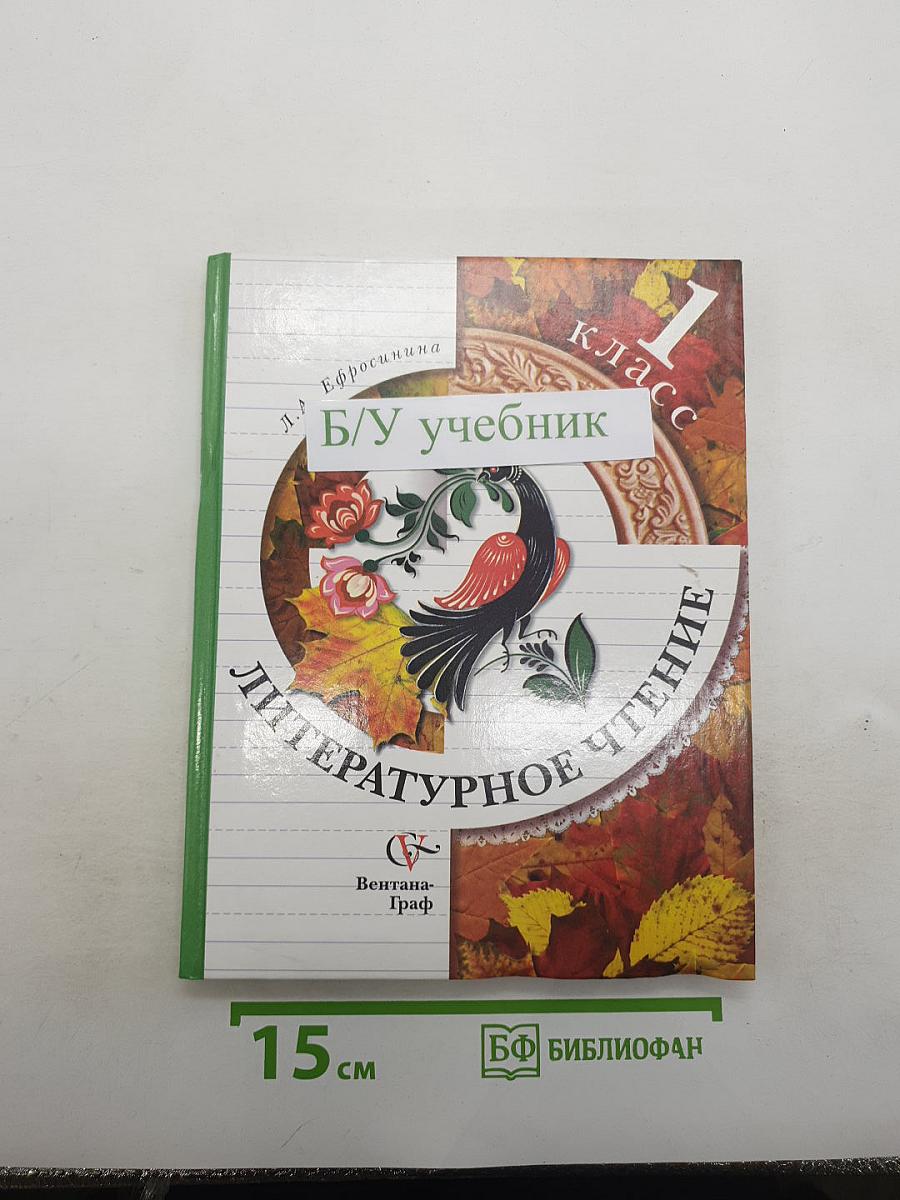 1
класс
Л.А. Ефросинина
Б/У учебник
ЛИТЕРАТУРНОЕ ЧТЕНИЕ
Вентана-
Граф
15 см
БФ БИБЛИОФАН